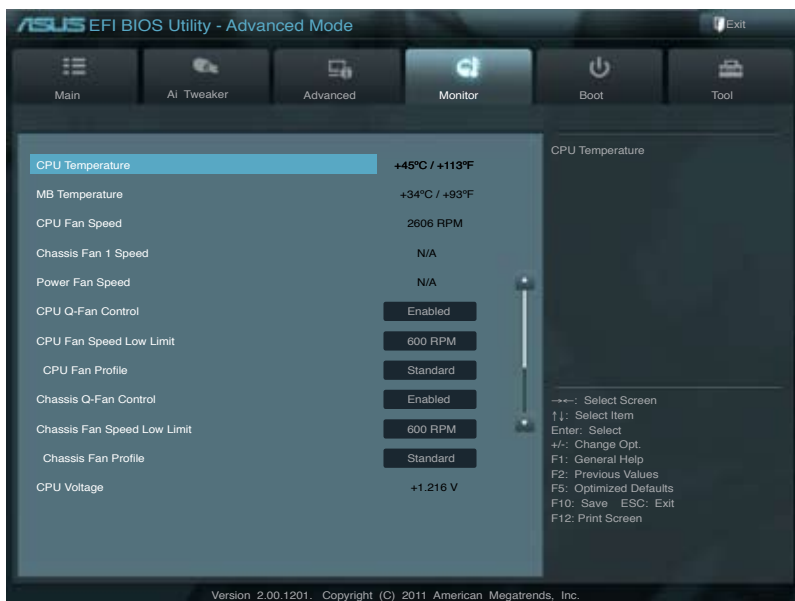 ASUS EFI BIOS Utility - Advanced Mode
Exit
Main
Ai Tweaker
Advanced
Monitor
Boot
Tool
CPU Temperature +45ºC / +113ºF
MB Temperature +34ºC / +93ºF
CPU Fan Speed 2606 RPM
Chassis Fan 1 Speed N/A
Power Fan Speed N/A
CPU Q-Fan Control Enabled
CPU Fan Speed Low Limit 600 RPM
CPU Fan Profile Standard
Chassis Q-Fan Control Enabled
Chassis Fan Speed Low Limit 600 RPM
Chassis Fan Profile Standard
CPU Voltage +1.216 V
CPU Temperature
→←: Select Screen
↑↓: Select Item
Enter: Select
+/-: Change Opt.
F1: General Help
F2: Previous Values
F5: Optimized Defaults
F10: Save ESC: Exit
F12: Print Screen
Version 2.00.1201. Copyright (C) 2011 American Megatrends, Inc.